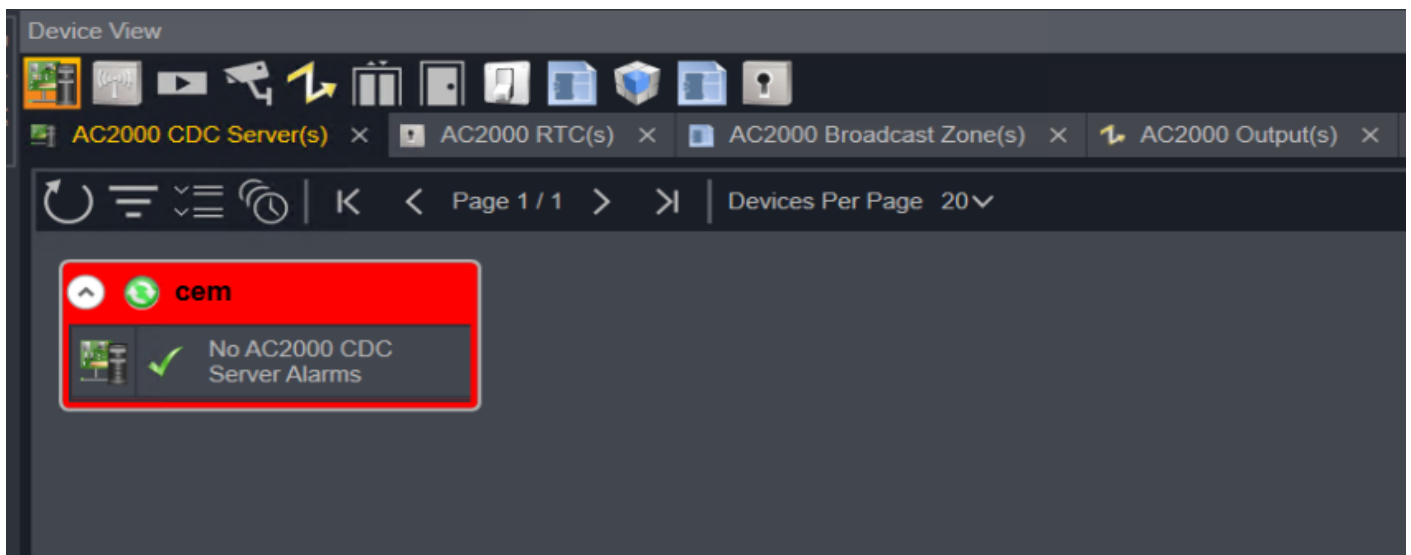 Device View
AC2000 CDC Server(s) AC2000 RTC(s) AC2000 Broadcast Zone(s) AC2000 Output(s)
Page 1 / 1 Devices Per Page 20
cem
No AC2000 CDC
Server Alarms